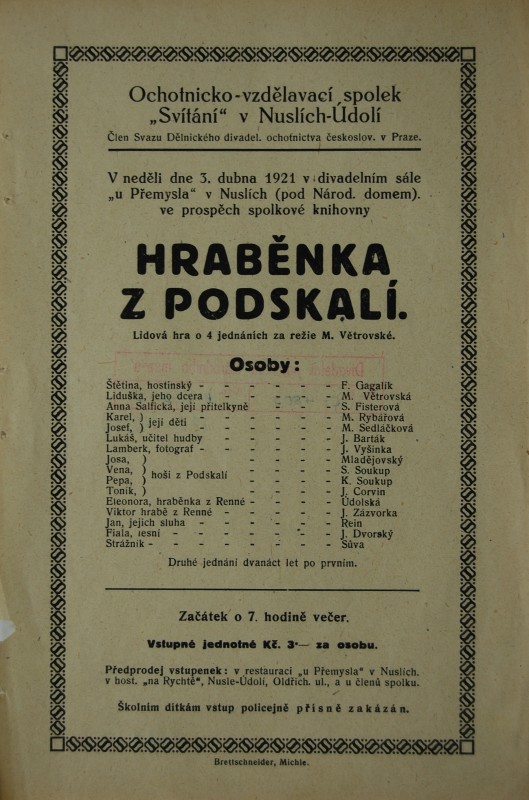 Ochotnicko-vzdělavací spolek
„Svítání“ v Nuslích-Údolí
Člen Svazu Dělnického divadel. ochotnictva českoslov. v Praze.
V neděli dne 3. dubna 1921 v divadelním sále
„u Přemysla“ v Nuslích (pod Národ. domem).
ve prospěch spolkové knihovny
HRABĚNKA
Z PODSKALÍ.
Lidová hra o 4 jednáních za režie M. Větrovské.
Osoby:
Štětina, hostinský - - - - - - F. Gagalík
Liduška, jeho dcera - - - - - M. Větrovská
Anna Salfická, její přítelkyně - - - S. Fisterová
Karel, ) její děti - - - - - - M. Rybářová
Josef, ) M. Sedláčková
Lukáš, učitel hudby - - - - - J. Barták
Lamberk, fotograf - - - - - - J. Vyšinka
Josa, ) - - - - Mladějovský
Vena, ) hoši z Podskalí - - - - S. Soukup
Pepa, ) - - - - K. Soukup
Toník, ) - - - - J. Corvin
Eleonora, hraběnka z Renné - - - - Údolská
Viktor hrabě z Renné - - - - - J. Zázvorka
Jan, jejich sluha - - - - - - Rein
Fiala, lesní - - - - - - - J. Dvorský
Strážník - - - - - - - - Sůva
Druhé jednání dvanáct let po prvním.
Začátek o 7. hodině večer.
Vstupné jednotné Kč. 3·— za osobu.
Předprodej vstupenek: v restauraci „u Přemysla“ v Nuslích.
v host. „na Rychtě“, Nusle-Údolí, Oldřich. ul., a u členů spolku.
Školním dítkám vstup policejně přísně zakázán.
Brettschneider, Michle.